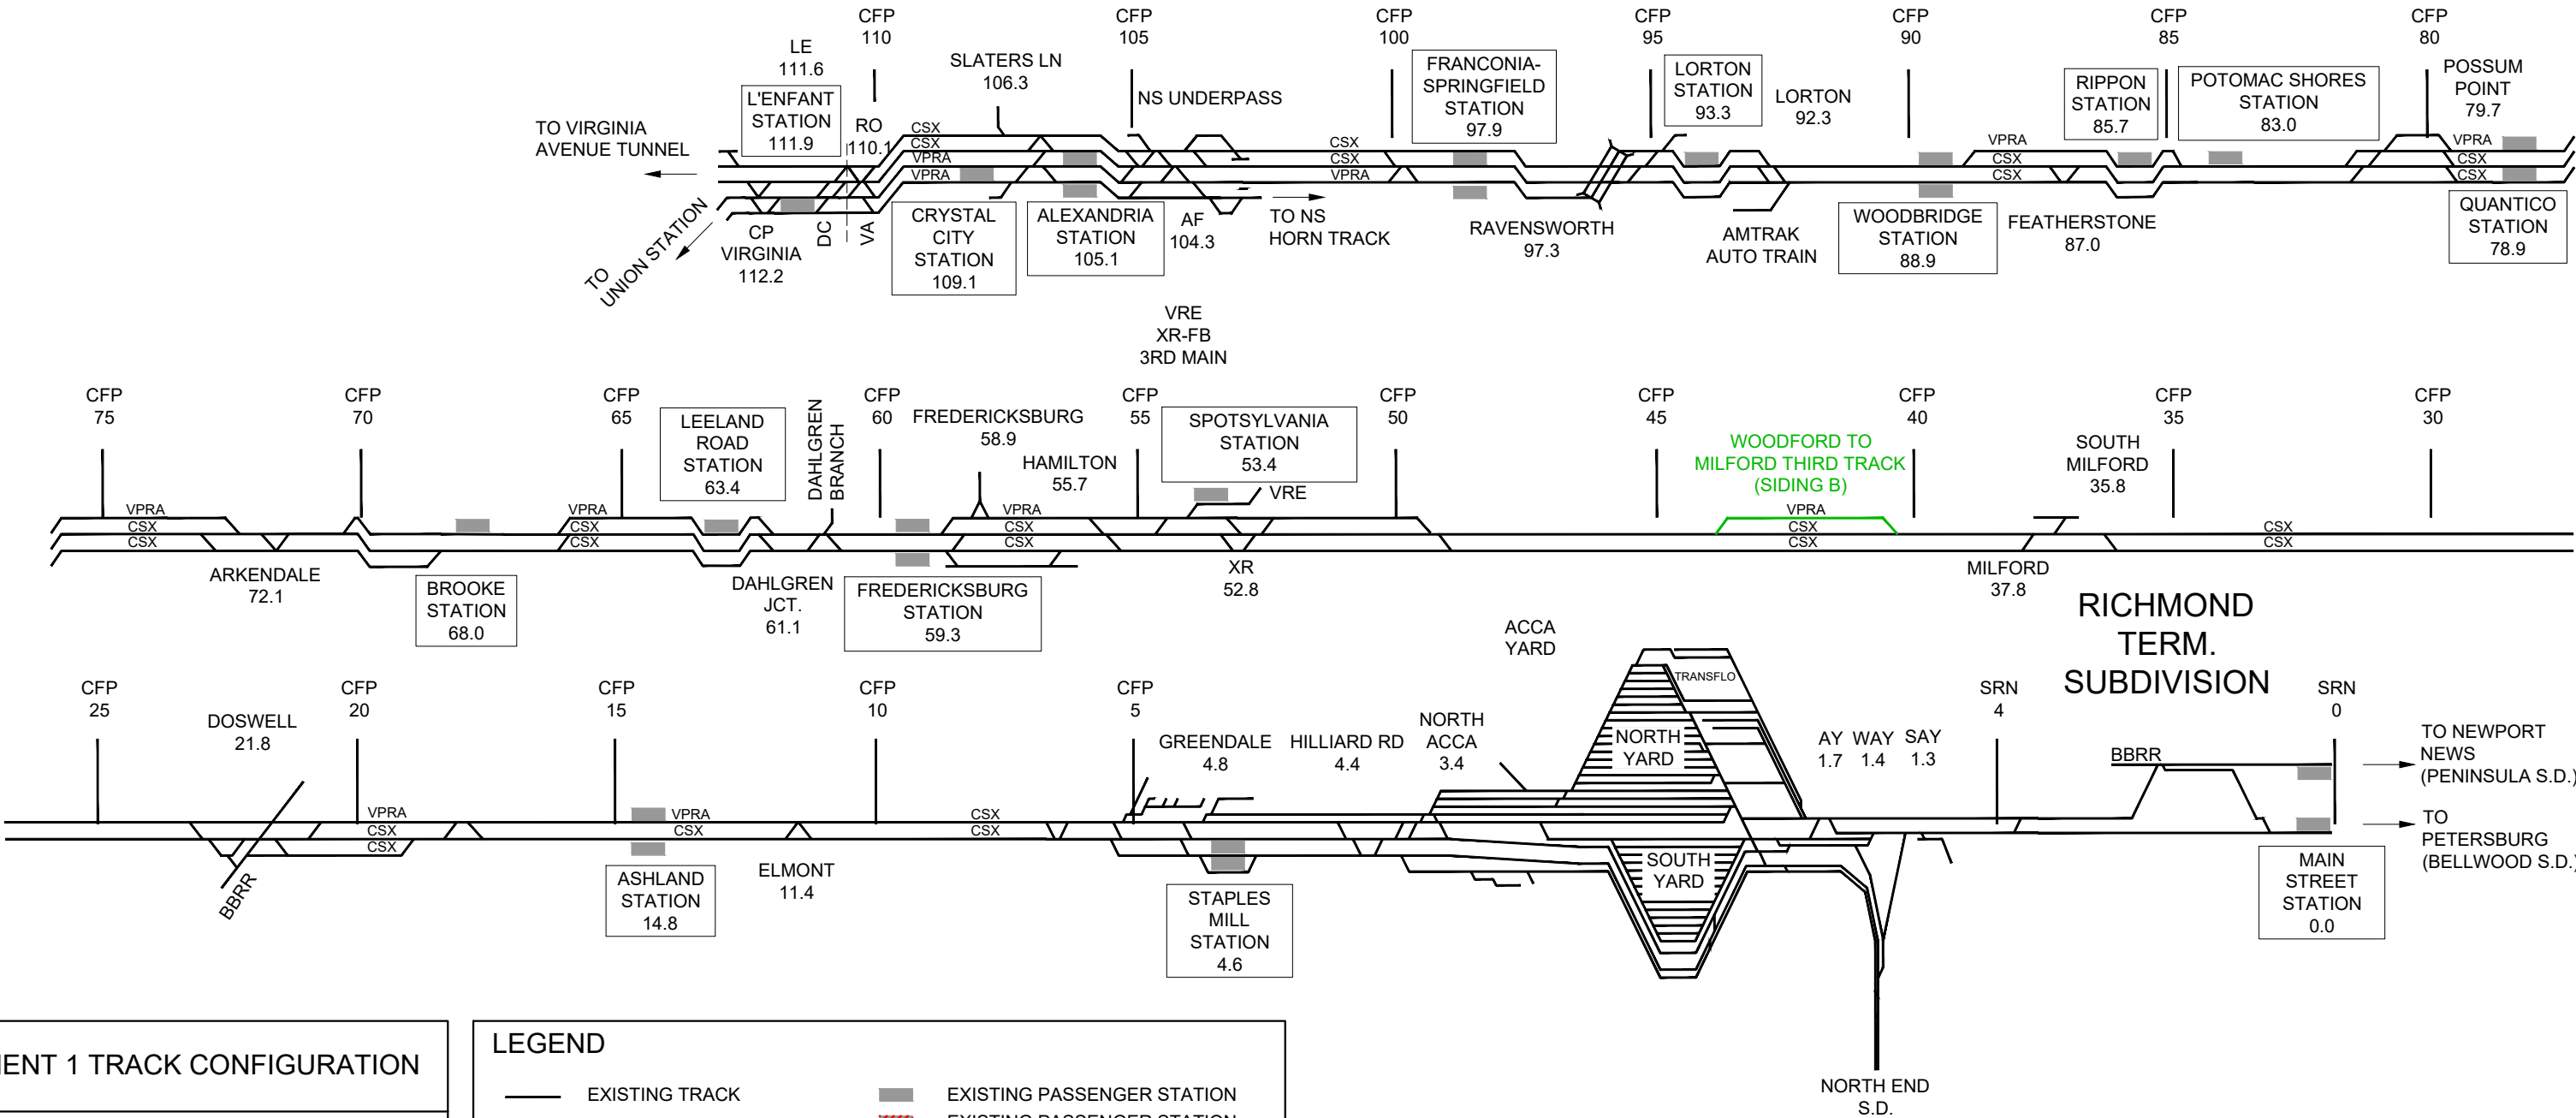 CFP
110
CFP
105
CFP
100
CFP
95
CFP
90
CFP
85
CFP
80
LE
111.6
L'ENFANT
STATION
111.9
RO
110.1
SLATERS LN
106.3
NS UNDERPASS
FRANCONIA-
SPRINGFIELD
STATION
97.9
LORTON
STATION
93.3
LORTON
92.3
RIPPON
STATION
85.7
POTOMAC SHORES
STATION
83.0
POSSUM
POINT
79.7
TO VIRGINIA
AVENUE TUNNEL
CSX
CSX
VPRA
VPRA
CSX
CSX
VPRA
VPRA
CSX
CSX
VPRA
CSX
CSX
TO
UNION STATION
CP
VIRGINIA
112.2
DC
VA
CRYSTAL
CITY
STATION
109.1
ALEXANDRIA
STATION
105.1
AF
104.3
TO NS
HORN TRACK
RAVENSWORTH
97.3
AMTRAK
AUTO TRAIN
WOODBRIDGE
STATION
88.9
FEATHERSTONE
87.0
QUANTICO
STATION
78.9
VRE
XR-FB
3RD MAIN
CFP
75
CFP
70
CFP
65
CFP
60
CFP
55
CFP
50
CFP
45
CFP
40
CFP
35
CFP
30
LEELAND
ROAD
STATION
63.4
DAHLGREN
BRANCH
FREDERICKSBURG
58.9
HAMILTON
55.7
SPOTSYLVANIA
STATION
53.4
VRE
WOODFORD TO
MILFORD THIRD TRACK
(SIDING B)
SOUTH
MILFORD
35.8
VPRA
CSX
CSX
VPRA
CSX
CSX
VPRA
CSX
CSX
VPRA
CSX
CSX
CSX
CSX
ARKENDALE
72.1
BROOKE
STATION
68.0
DAHLGREN
JCT.
61.1
FREDERICKSBURG
STATION
59.3
XR
52.8
MILFORD
37.8
RICHMOND
TERM.
SUBDIVISION
CFP
25
CFP
20
CFP
15
CFP
10
CFP
5
SRN
4
SRN
0
DOSWELL
21.8
GREENDALE
4.8
HILLIARD RD
4.4
NORTH
ACCA
3.4
ACCA
YARD
TRANSFLO
NORTH
YARD
SOUTH
YARD
AY
1.7
WAY
1.4
SAY
1.3
BBRR
TO NEWPORT
NEWS
(PENINSULA S.D.)
TO
PETERSBURG
(BELLWOOD S.D.)
VPRA
CSX
CSX
VPRA
CSX
CSX
CSX
BBRR
ASHLAND
STATION
14.8
ELMONT
11.4
STAPLES
MILL
STATION
4.6
MAIN
STREET
STATION
0.0
NORTH END
S.D.
ENT 1 TRACK CONFIGURATION
LEGEND
EXISTING TRACK
EXISTING PASSENGER STATION
EXISTING PASSENGER STATION